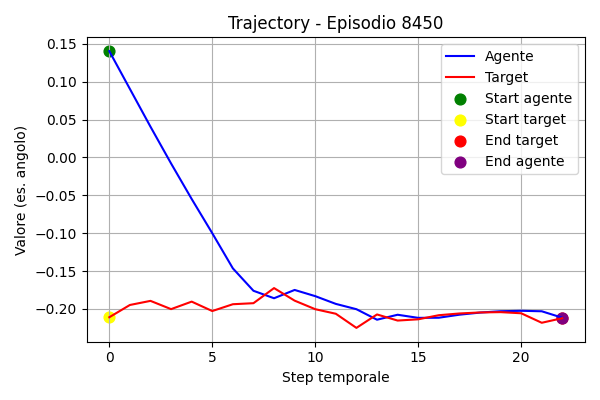 Trajectory - Episodio 8450
Valore (es. angolo)
0.15
0.10
0.05
0.00
−0.05
−0.10
−0.15
−0.20
Agente
Target
Start agente
Start target
End target
End agente
0 5 10 15 20
Step temporale